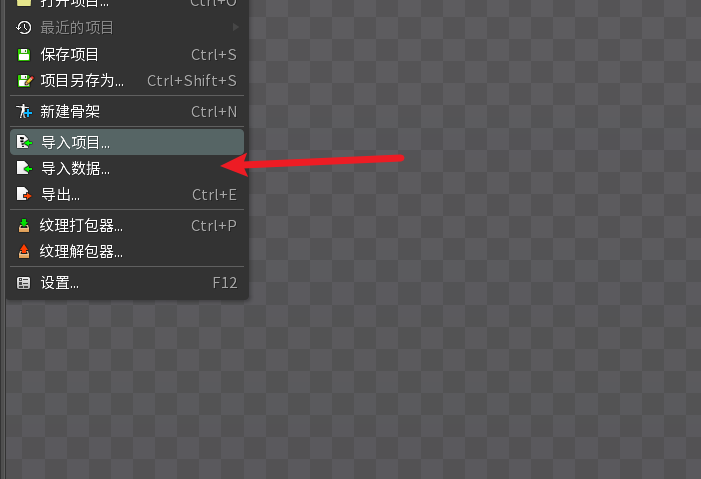 打开项目... Ctrl+O
最近的项目
保存项目 Ctrl+S
项目另存为... Ctrl+Shift+S
新建骨架 Ctrl+N
导入项目...
导入数据...
导出... Ctrl+E
纹理打包器... Ctrl+P
纹理解包器...
设置... F12